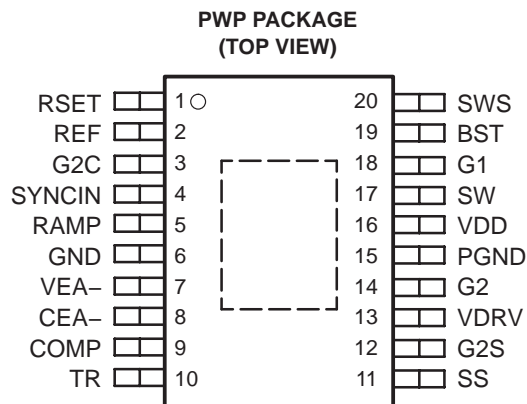 PWP PACKAGE
(TOP VIEW)
RSET 1 20 SWS
REF 2 19 BST
G2C 3 18 G1
SYNCIN 4 17 SW
RAMP 5 16 VDD
GND 6 15 PGND
VEA− 7 14 G2
CEA− 8 13 VDRV
COMP 9 12 G2S
TR 10 11 SS